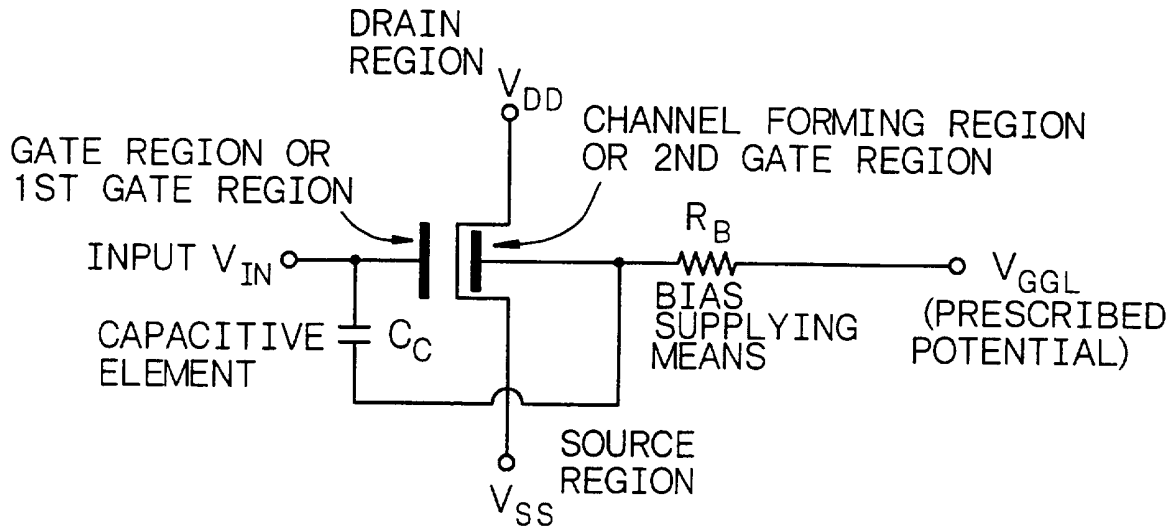 DRAIN
REGION
VDD
CHANNEL FORMING REGION
OR 2ND GATE REGION
GATE REGION OR
1ST GATE REGION
RB
INPUT VIN
VGGL
BIAS
SUPPLYING
MEANS
(PRESCRIBED
POTENTIAL)
CAPACITIVE
ELEMENT
CC
SOURCE
REGION
VSS